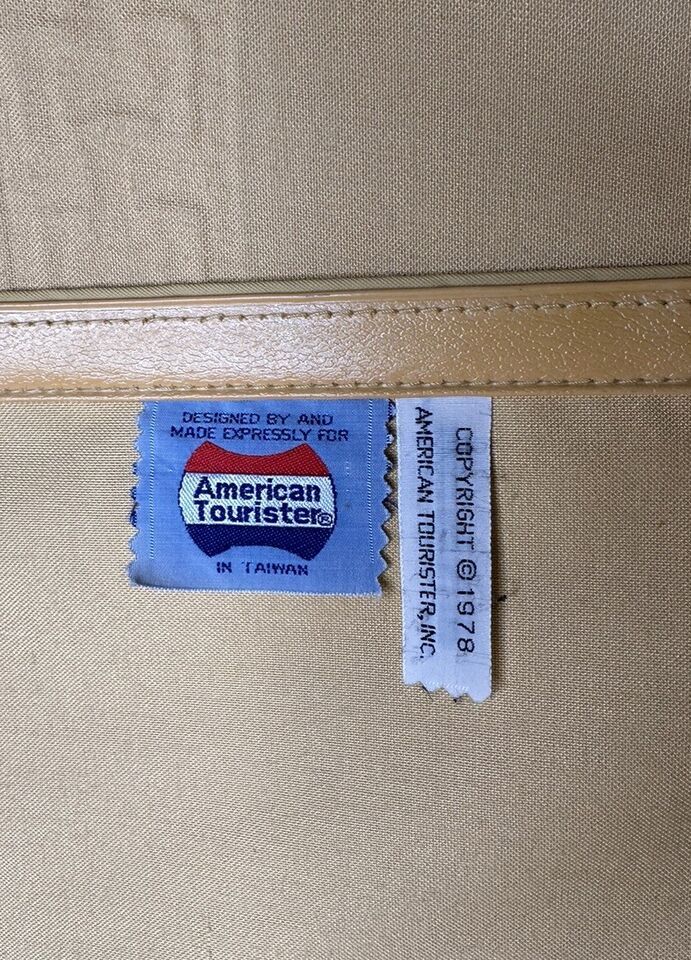 DESIGNED BY AND
MADE EXPRESSLY FOR
American
Tourister®
IN TAIWAN
COPYRIGHT © 1978
AMERICAN TOURISTER, INC.